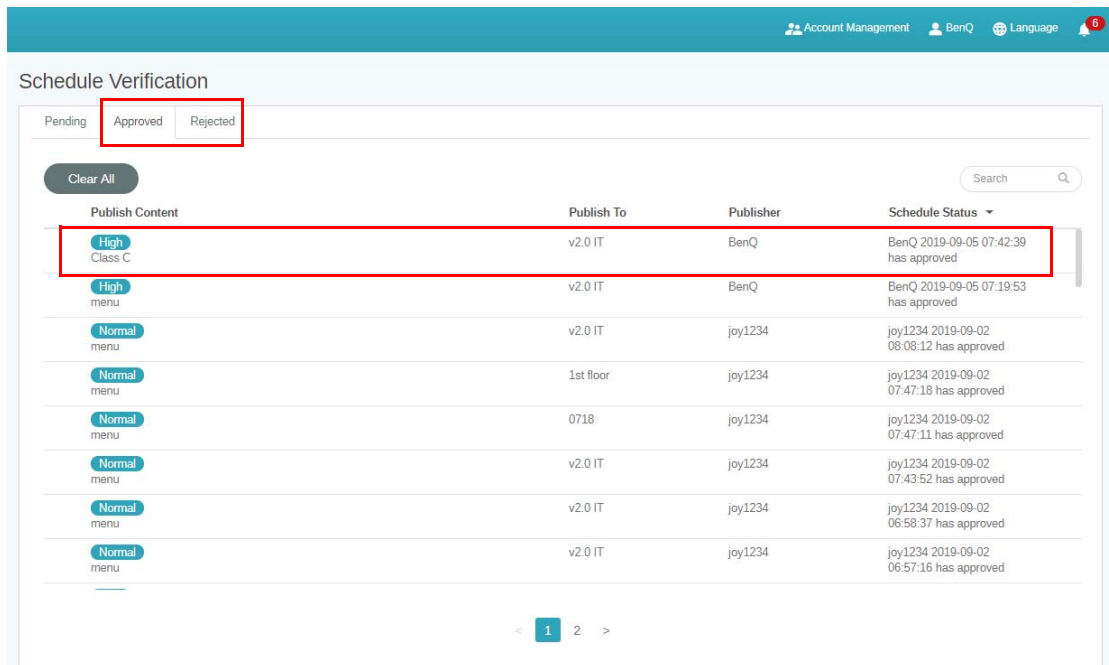 Account Management BenQ Language 6
Schedule Verification
Pending Approved Rejected
Clear All Search
Publish Content Publish To Publisher Schedule Status
High v2.0 IT BenQ BenQ 2019-09-05 07:42:39
Class C has approved
High v2.0 IT BenQ BenQ 2019-09-05 07:19:53
menu has approved
Normal v2.0 IT joy1234 joy1234 2019-09-02
menu 08:08:12 has approved
Normal 1st floor joy1234 joy1234 2019-09-02
menu 07:47:18 has approved
Normal 0718 joy1234 joy1234 2019-09-02
menu 07:47:11 has approved
Normal v2.0 IT joy1234 joy1234 2019-09-02
menu 07:43:52 has approved
Normal v2.0 IT joy1234 joy1234 2019-09-02
menu 06:58:37 has approved
Normal v2.0 IT joy1234 joy1234 2019-09-02
menu 06:57:16 has approved
< 1 2 >